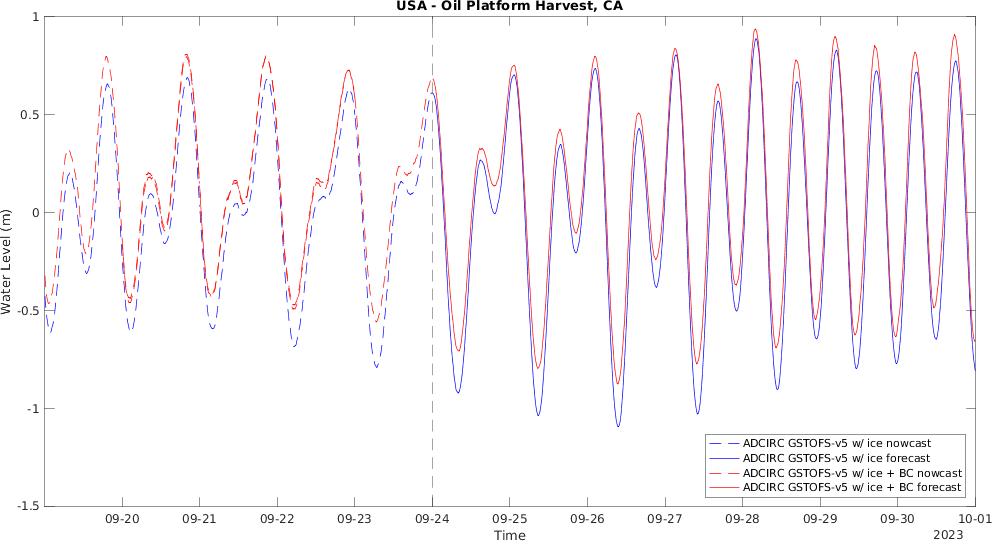 USA - Oil Platform Harvest, CA
1
0.5
0
-0.5
-1
-1.5
Water Level (m)
09-20 09-21 09-22 09-23 09-24 09-25 09-26 09-27 09-28 09-29 09-30 10-01
Time
2023
ADCIRC GSTOFS-v5 w/ ice nowcast
ADCIRC GSTOFS-v5 w/ ice forecast
ADCIRC GSTOFS-v5 w/ ice + BC nowcast
ADCIRC GSTOFS-v5 w/ ice + BC forecast